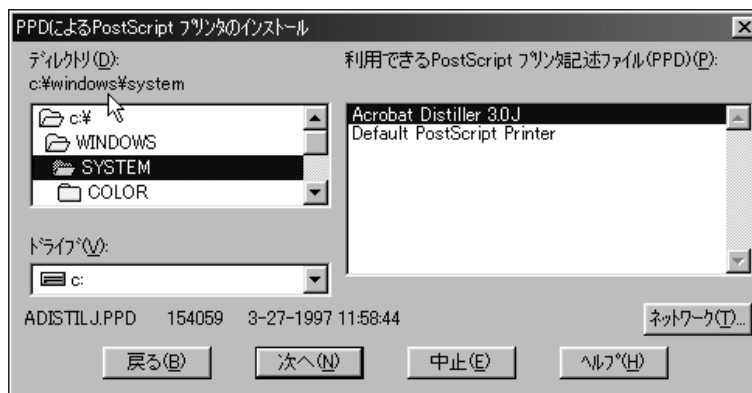 PPDによるPostScript プリンタのインストール
ディレクトリ(D):
c:¥windows¥system
c:¥
WINDOWS
SYSTEM
COLOR
ドライブ(V):
c:
利用できるPostScript プリンタ記述ファイル(PPD)(P):
Acrobat Distiller 3.0J
Default PostScript Printer
ADISTILJ.PPD 154059 3-27-1997 11:58:44
ネットワーク(T)...
戻る(B) 次へ(N) 中止(E) ヘルプ(H)